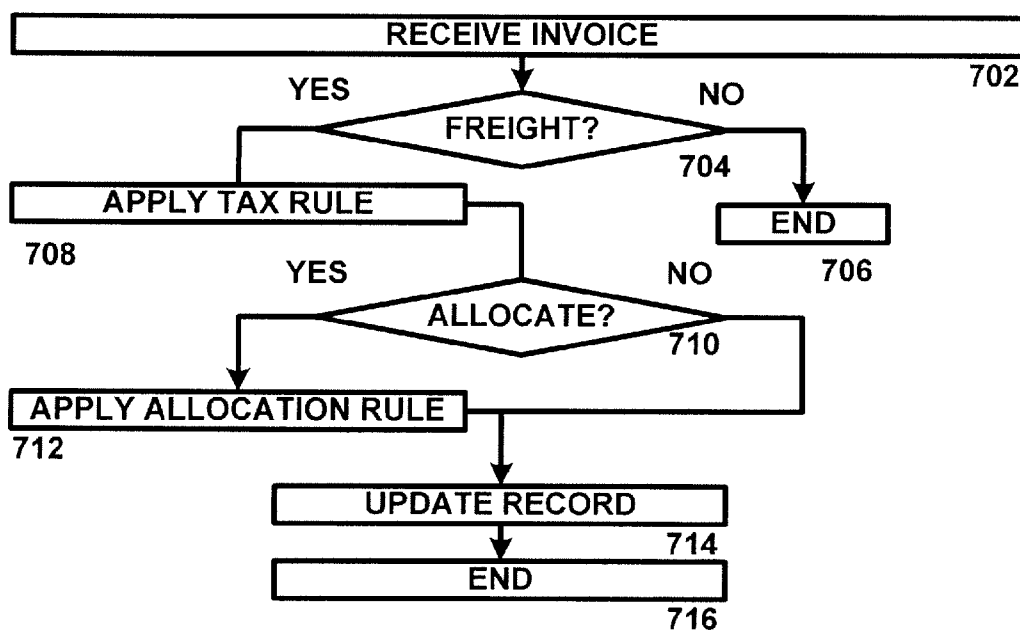 RECEIVE INVOICE
702
YES
NO
FREIGHT?
704
APPLY TAX RULE
END
708
706
YES
NO
ALLOCATE?
710
APPLY ALLOCATION RULE
712
UPDATE RECORD
714
END
716